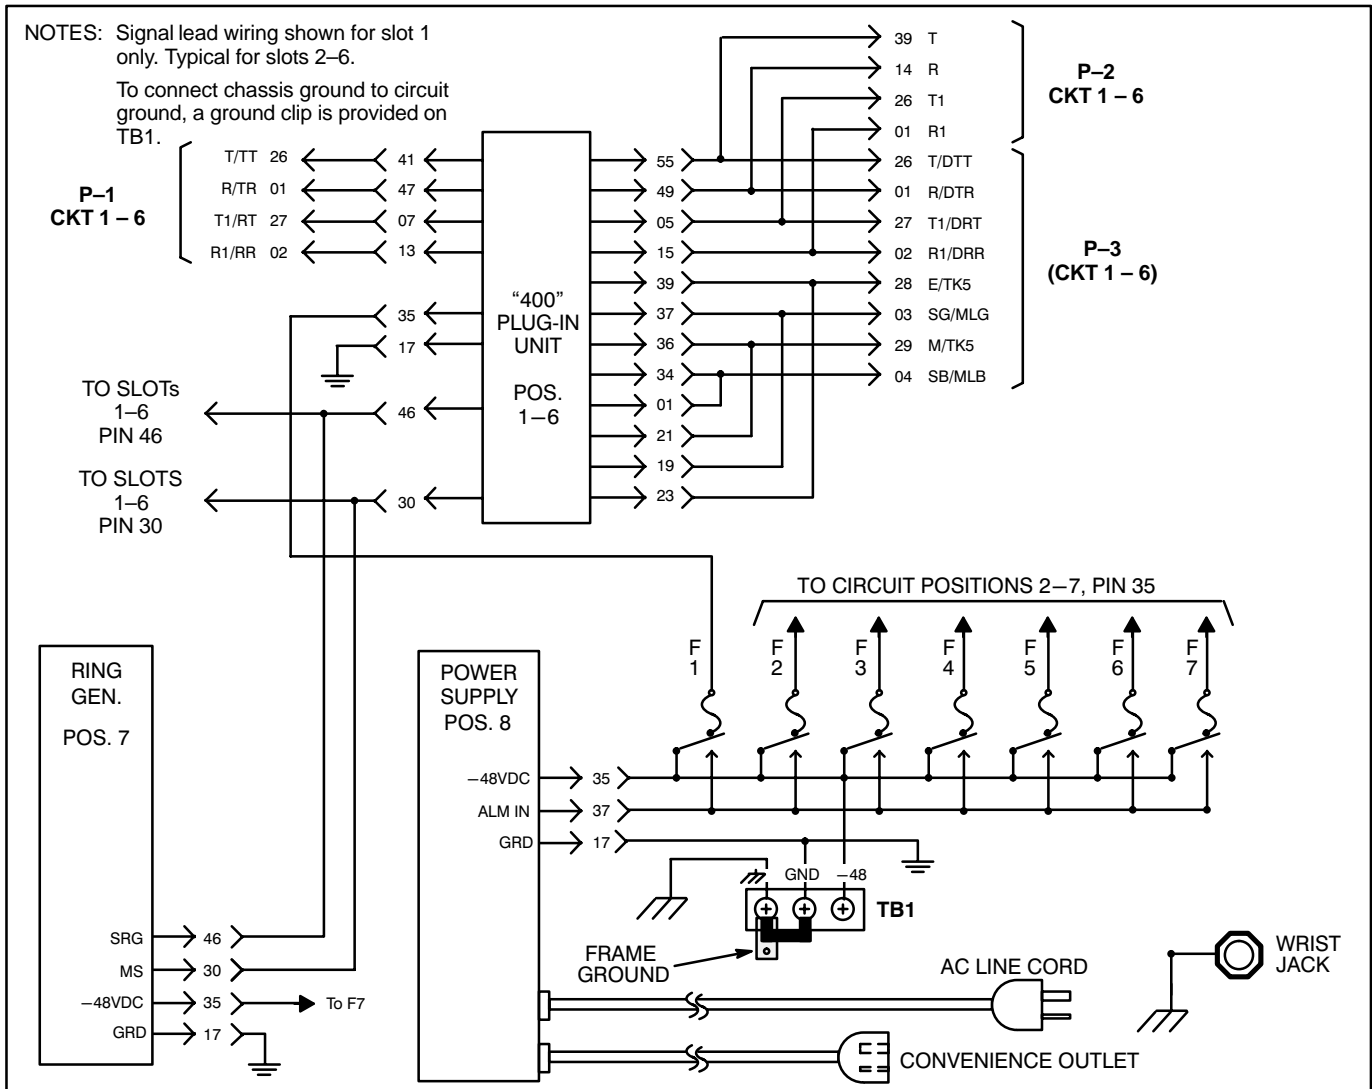 NOTES: Signal lead wiring shown for slot 1
only. Typical for slots 2–6.
To connect chassis ground to circuit
ground, a ground clip is provided on
TB1.
P–1
CKT 1 – 6
T/TT 26 41
R/TR 01 47
T1/RT 27 07
R1/RR 02 13
35
17
46
30
TO SLOTs
1–6
PIN 46
TO SLOTS
1–6
PIN 30
“400”
PLUG-IN
UNIT
POS.
1–6
55
49
05
15
39
37
36
34
01
21
19
23
39 T
14 R
26 T1
01 R1
P–2
CKT 1 – 6
26 T/DTT
01 R/DTR
27 T1/DRT
02 R1/DRR
28 E/TK5
03 SG/MLG
29 M/TK5
04 SB/MLB
P–3
(CKT 1 – 6)
TO CIRCUIT POSITIONS 2–7, PIN 35
F
1
F
2
F
3
F
4
F
5
F
6
F
7
RING
GEN.
POS. 7
SRG 46
MS 30
–48VDC 35 To F7
GRD 17
POWER
SUPPLY
POS. 8
–48VDC 35
ALM IN 37
GRD 17
GND –48
TB1
FRAME
GROUND
AC LINE CORD
CONVENIENCE OUTLET
WRIST
JACK